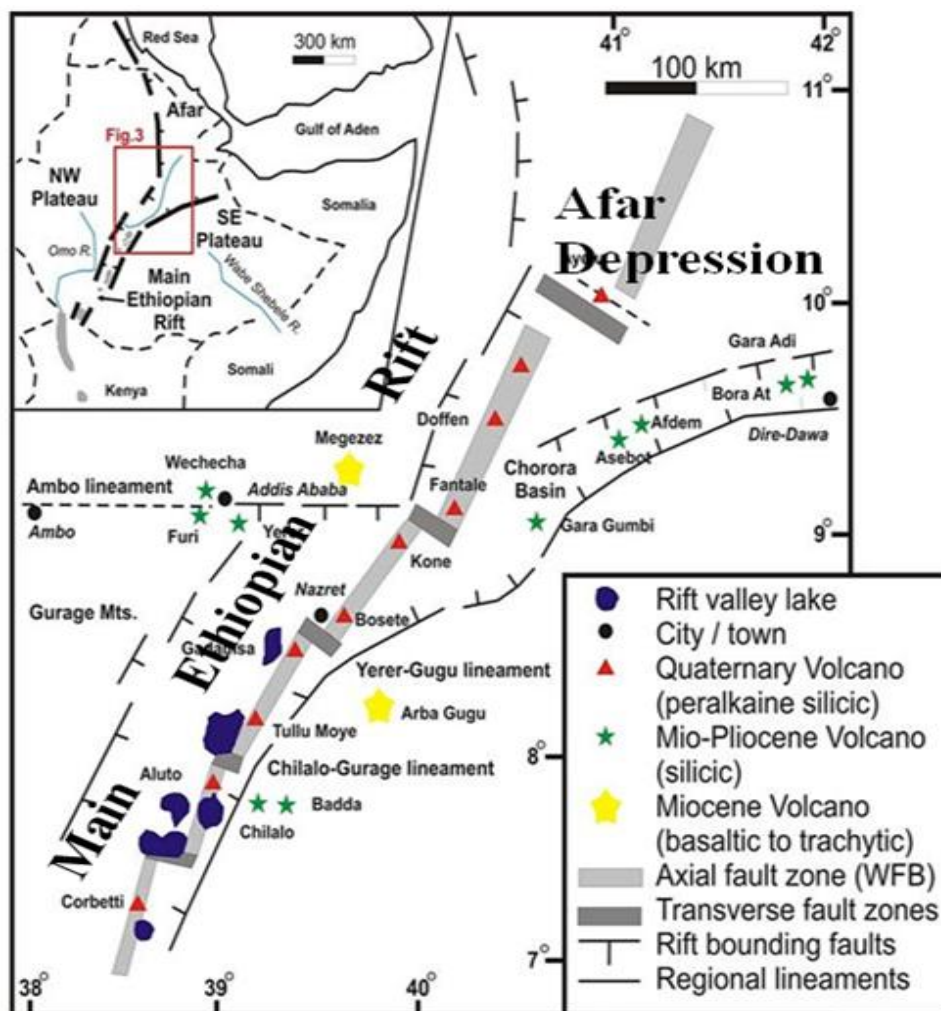 Red Sea
300 km
Afar
Fig.3
Gulf of Aden
NW
Plateau
SE
Plateau
Somalia
Omo R.
Wabe Shebele R.
Main
Ethiopian
Rift
Somali
Kenya
41°
42°
100 km
11°
Afar
Depression
10°
Gara Adi
Bora At
Dire-Dawa
Afdem
Asebot
Rift
Doffen
Megezez
Chorora
Basin
Wechecha
Ambo lineament
Addis Ababa
Fantale
Ambo
Furi
Gara Gumbi
9°
Kone
Ethiopian
Gurage Mts.
Nazret
Bosete
Yerer-Gugu lineament
Arba Gugu
Tullu Moye
8°
Chilalo-Gurage lineament
Aluto
Badda
Chilalo
Main
Corbetti
7°
38°
39°
40°
Rift valley lake
City / town
Quaternary Volcano
(peralkaine silicic)
Mio-Pliocene Volcano
(silicic)
Miocene Volcano
(basaltic to trachytic)
Axial fault zone (WFB)
Transverse fault zones
Rift bounding faults
Regional lineaments